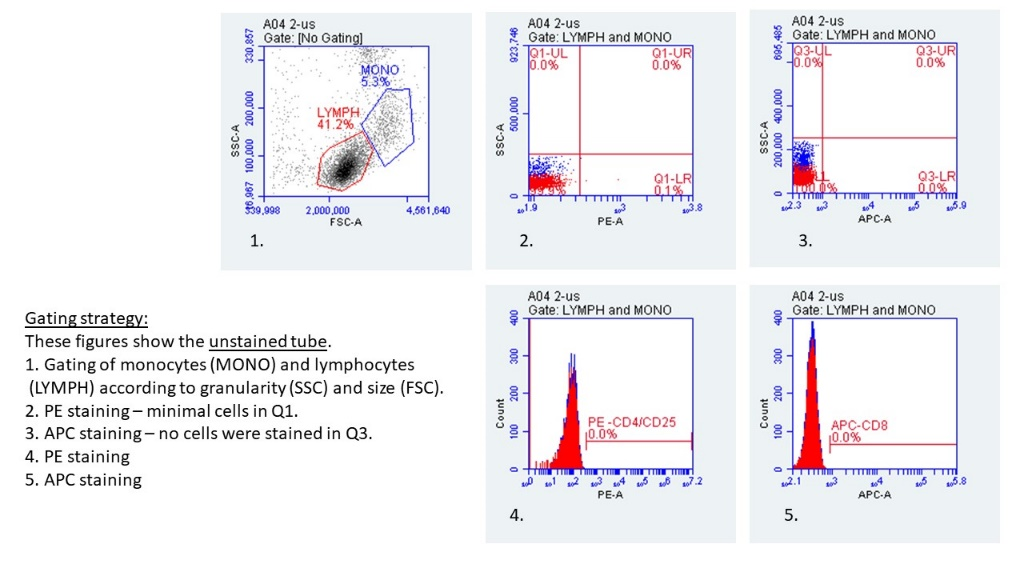 A04 2-us
Gate: [No Gating]
330,857
200,000
100,000
SSC-A
MONO
5.3%
LYMPH
41.2%
339,998
2,000,000
4,561,640
FSC-A
1.
A04 2-us
Gate: LYMPH and MONO
923,746
500,000
0
SSC-A
Q1-UL
0.0%
Q1-UR
0.0%
Q1-LR
0.1%
PE-A
2.
A04 2-us
Gate: LYMPH and MONO
400,000
200,000
0
SSC-A
Q3-UL
0.0%
Q3-UR
0.0%
Q3-LR
0.0%
APC-A
3.
Gating strategy:
These figures show the unstained tube.
1. Gating of monocytes (MONO) and lymphocytes
(LYMPH) according to granularity (SSC) and size (FSC).
2. PE staining – minimal cells in Q1.
3. APC staining – no cells were stained in Q3.
4. PE staining
5. APC staining
A04 2-us
Gate: LYMPH and MONO
400
300
200
100
0
Count
PE -CD4/CD25
0.0%
PE-A
4.
A04 2-us
Gate: LYMPH and MONO
400
300
200
100
0
Count
APC-CD8
0.0%
APC-A
5.